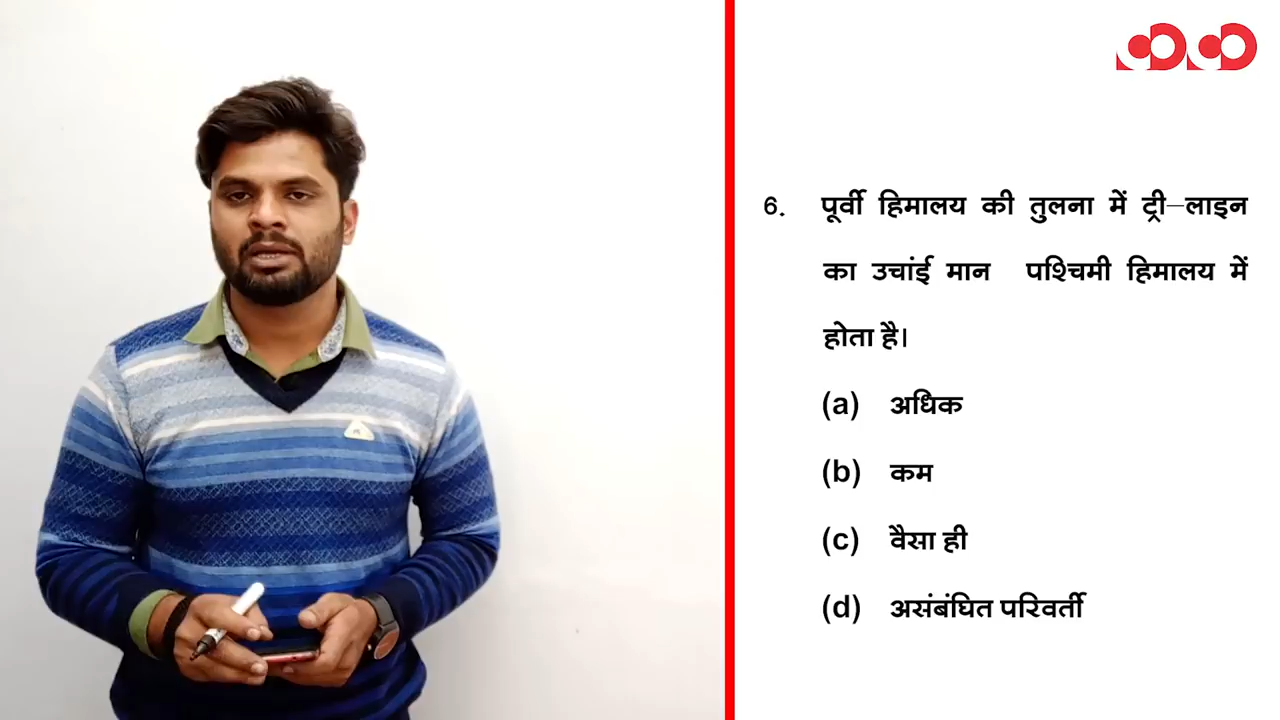 6. पूर्वी हिमालय की तुलना में ट्री–लाइन
का उचांई मान पश्चिमी हिमालय में
होता है।
(a) अधिक
(b) कम
(c) वैसा ही
(d) असंबंघित परिवर्ती